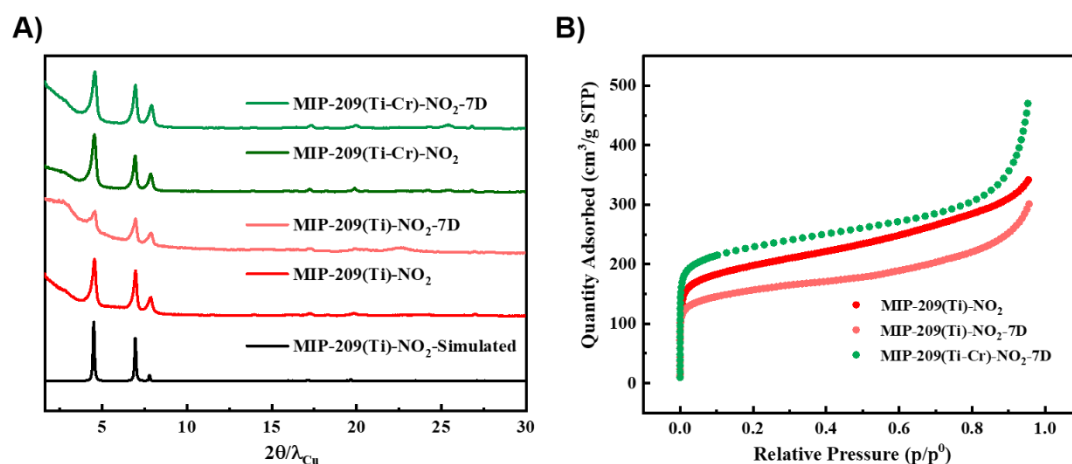 A)
MIP-209(Ti-Cr)-NO₂-7D
MIP-209(Ti-Cr)-NO₂
MIP-209(Ti)-NO₂-7D
MIP-209(Ti)-NO₂
MIP-209(Ti)-NO₂-Simulated
5 10 15 20 25 30
2θ/λCu
B)
Quantity Adsorbed (cm³/g STP)
500
400
300
200
100
0
MIP-209(Ti)-NO₂
MIP-209(Ti)-NO₂-7D
MIP-209(Ti-Cr)-NO₂-7D
0.0 0.2 0.4 0.6 0.8 1.0
Relative Pressure (p/p⁰)